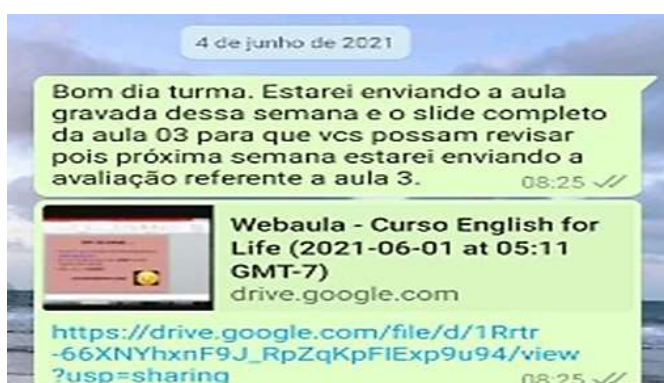 4 de junho de 2021
Bom dia turma. Estarei enviando a aula
gravada dessa semana e o slide completo
da aula 03 para que vcs possam revisar
pois próxima semana estarei enviando a
avaliação referente a aula 3.
08:25
Webaula - Curso English for
Life (2021-06-01 at 05:11
GMT-7)
drive.google.com
https://drive.google.com/file/d/1Rrtr
-66XNYhxnF9J_RpZqKpFIExp9u94/view
?usp=sharing
08:25